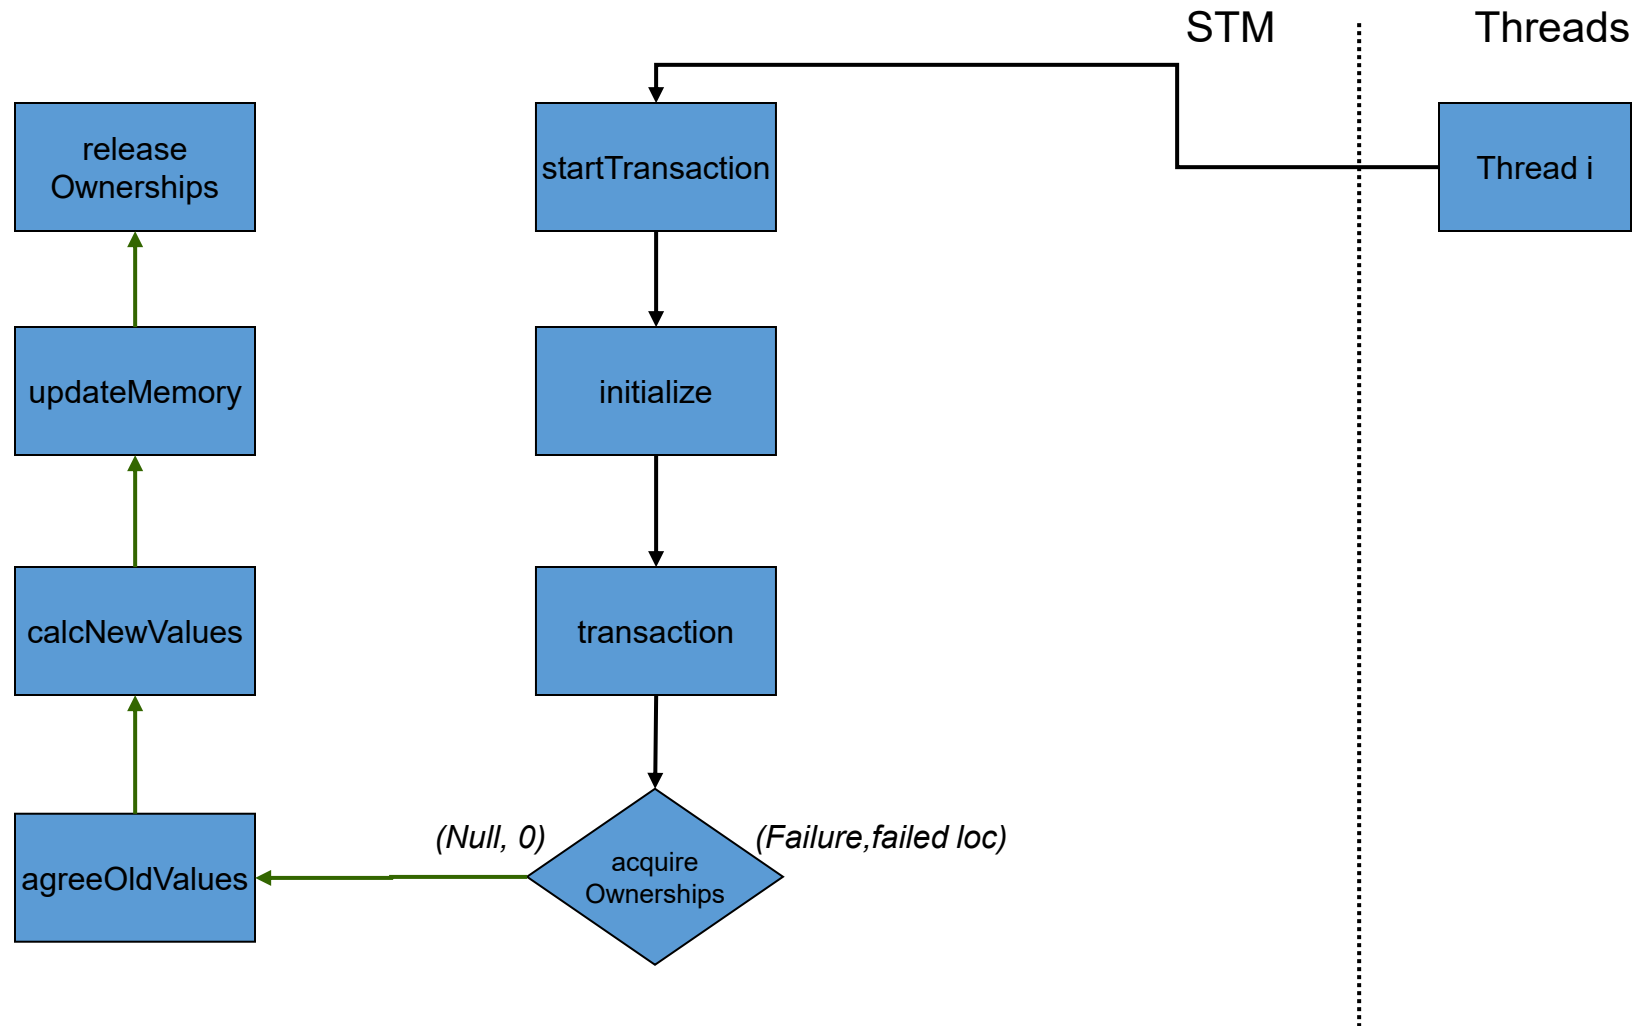 STM
Threads
release
Ownerships
startTransaction
Thread i
updateMemory
initialize
calcNewValues
transaction
(Null, 0)
(Failure,failed loc)
agreeOldValues
acquire
Ownerships